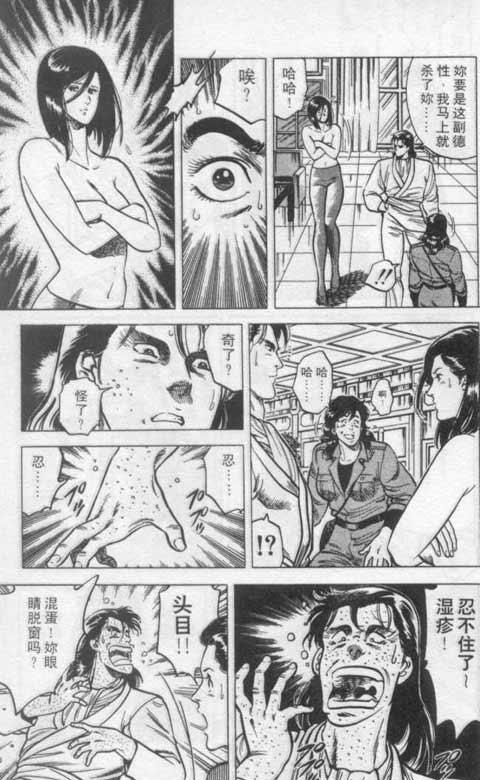 妳要是这副德
性，我马上就
杀了妳……
哈哈！
!!
唉？
啊
哈……
哈……
!?
奇了？
怪了？
忍……
忍……
忍不住了～
湿疹！
头目!!
混蛋！妳眼
睛脱窗吗？